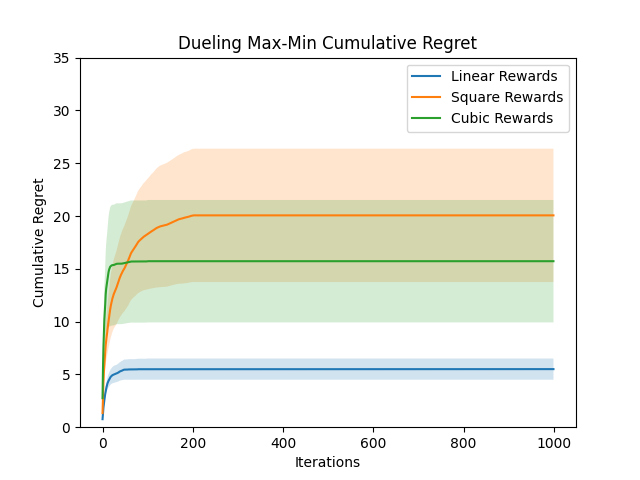 Dueling Max-Min Cumulative Regret
Linear Rewards
Square Rewards
Cubic Rewards
Cumulative Regret
35
30
25
20
15
10
5
0
0 200 400 600 800 1000
Iterations